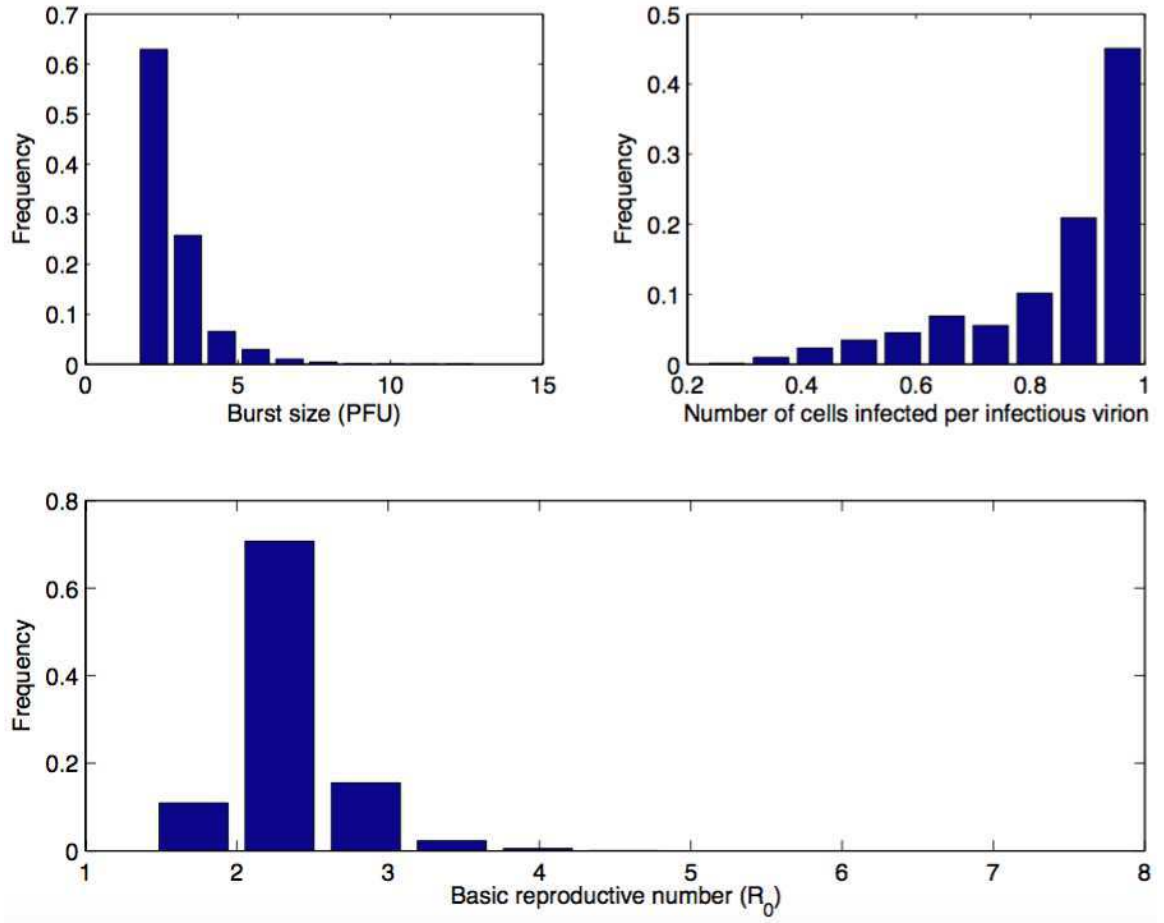 0.7
0.6
0.5
0.4
0.3
0.2
0.1
0
Frequency
0 5 10 15
Burst size (PFU)
0.5
0.4
0.3
0.2
0.1
0
Frequency
0.2 0.4 0.6 0.8 1
Number of cells infected per infectious virion
0.8
0.6
0.4
0.2
0
Frequency
1 2 3 4 5 6 7 8
Basic reproductive number (R₀)